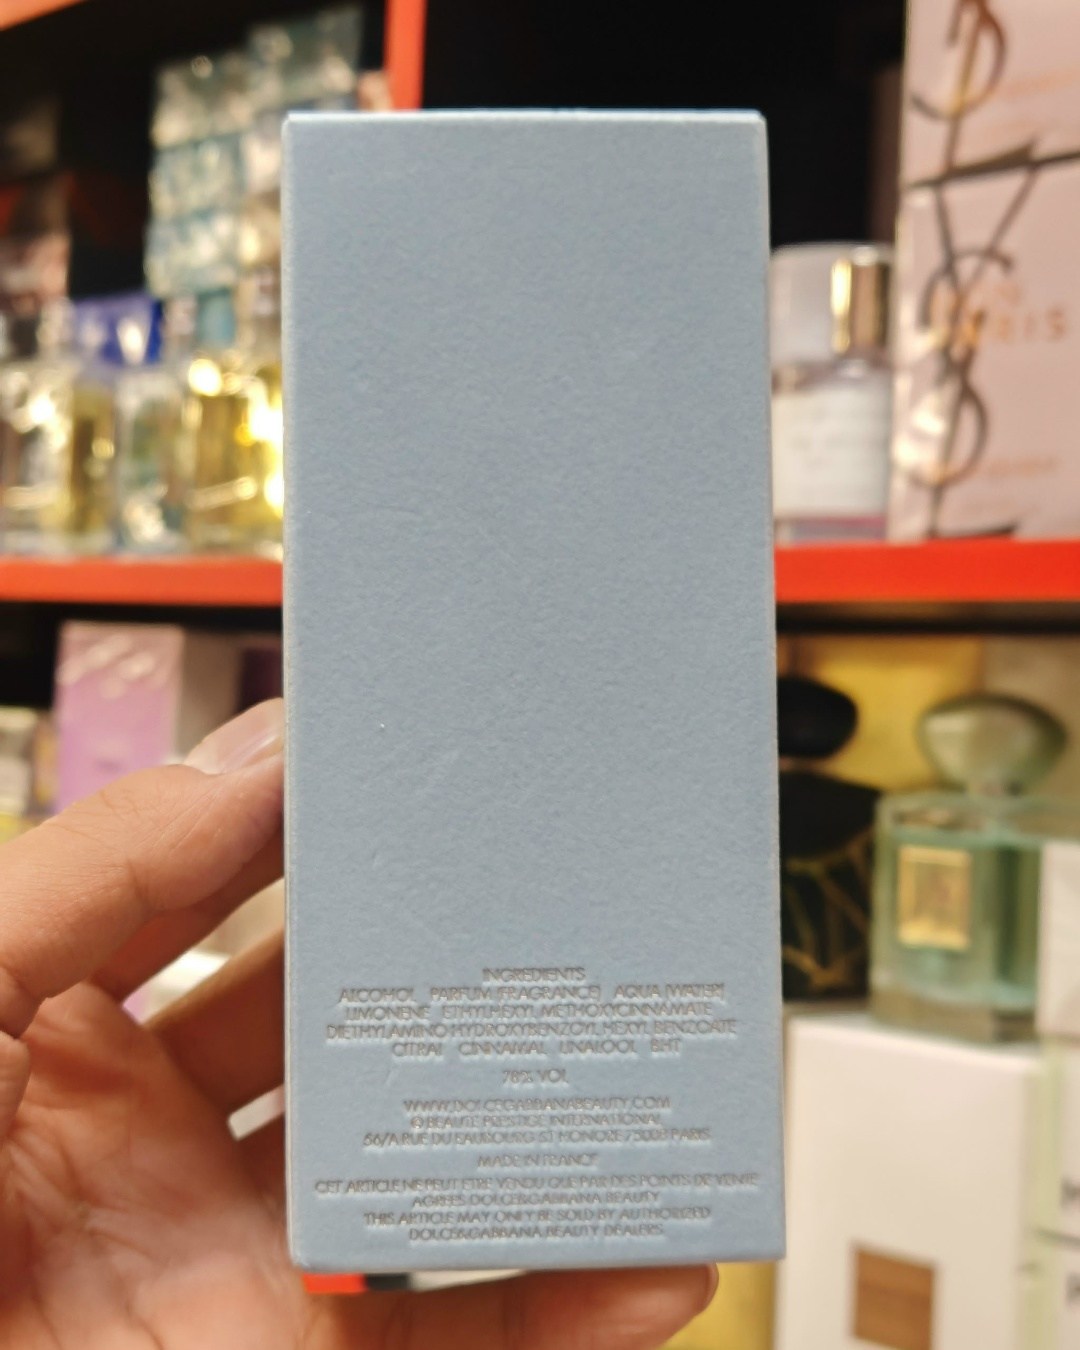 INGREDIENTS
ALCOHOL PARFUM (FRAGRANCE) AQUA (WATER)
LIMONENE ETHYLHEXYL METHOXYCINNAMATE
DIETHYLAMINO HYDROXYBENZOYL HEXYL BENZOATE
CITRAL CINNAMAL LINALOOL BHT
78% VOL
WWW.DOLCEGABBANABEAUTY.COM
© BEAUTE PRESTIGE INTERNATIONAL
56/A RUE DU FAUBOURG ST HONORE 75008 PARIS
MADE IN FRANCE
CET ARTICLE NE PEUT ETRE VENDU QUE PAR DES POINTS DE VENTE
AGREES DOLCE&GABBANA BEAUTY
THIS ARTICLE MAY ONLY BE SOLD BY AUTHORIZED
DOLCE&GABBANA BEAUTY DEALERS
PARIS